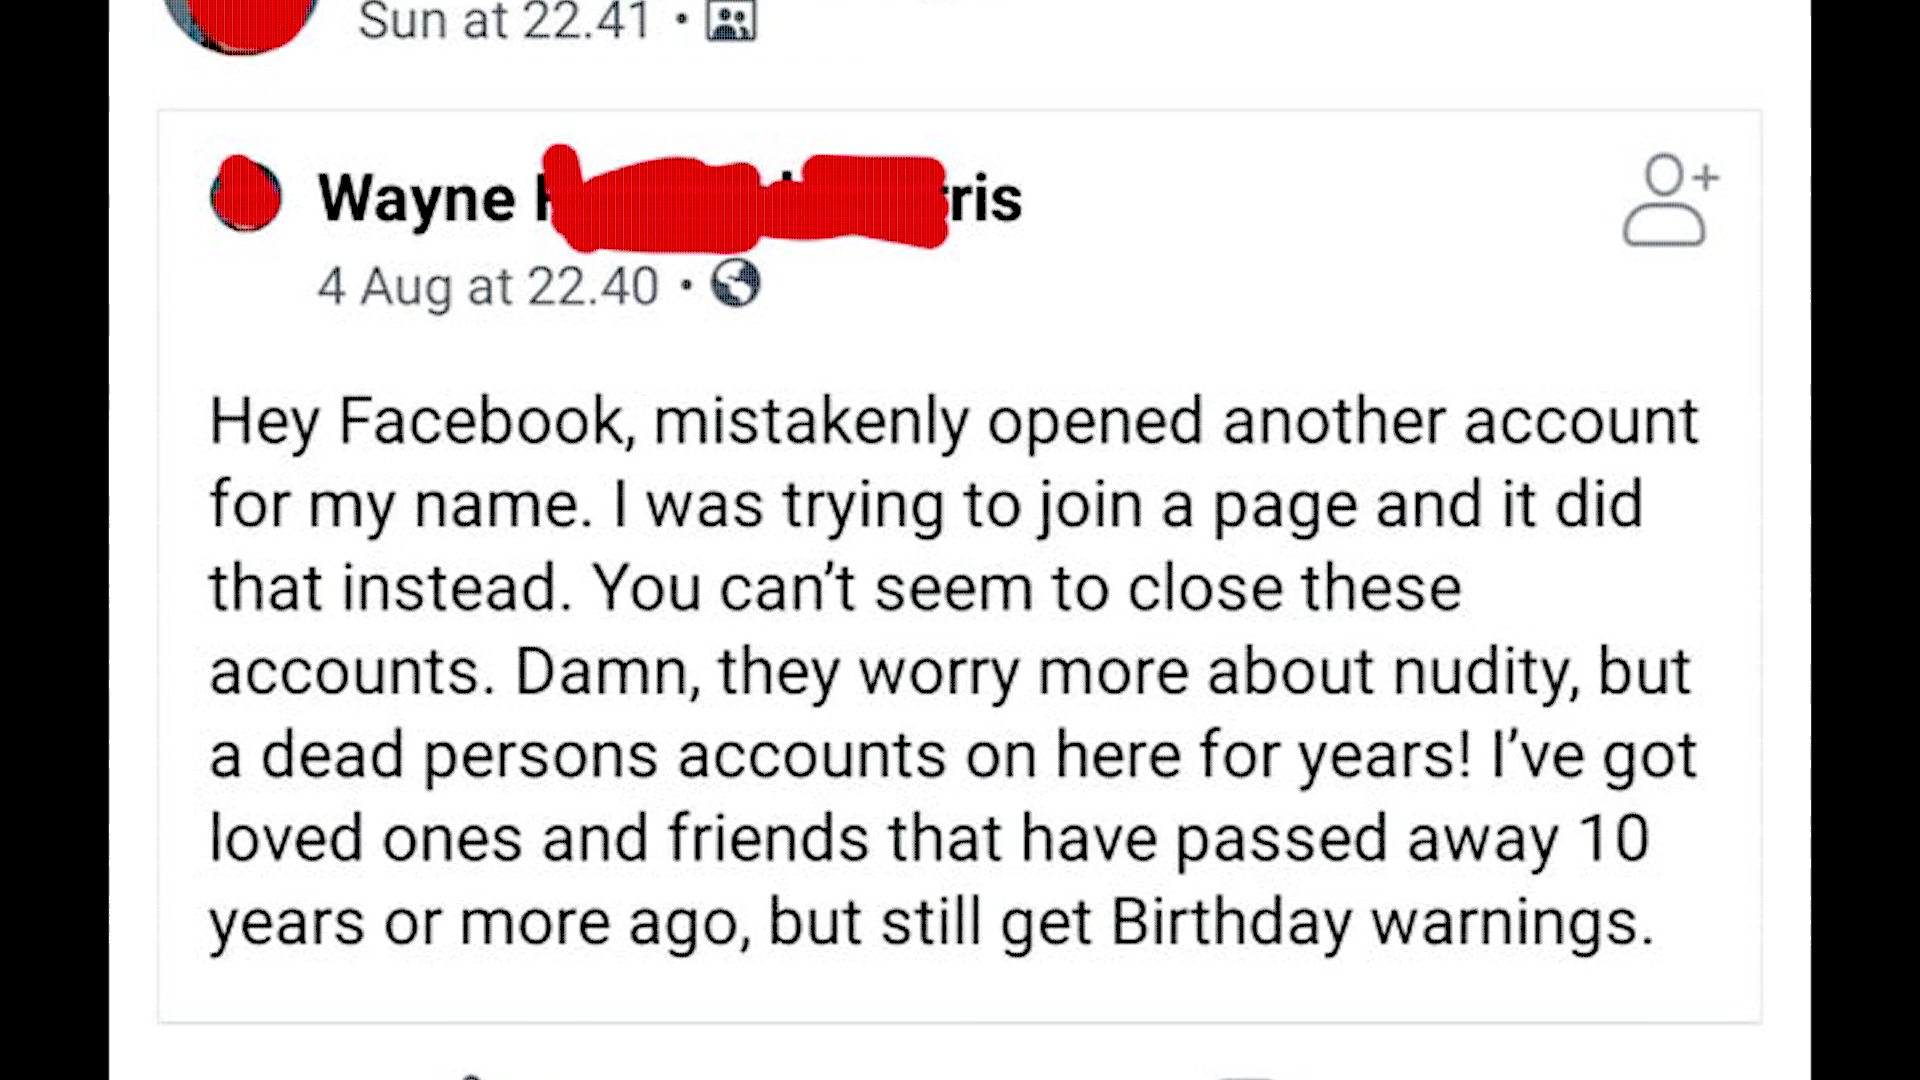 Sun at 22.41 •
Wayne ris
4 Aug at 22.40 •
Hey Facebook, mistakenly opened another account
for my name. I was trying to join a page and it did
that instead. You can’t seem to close these
accounts. Damn, they worry more about nudity, but
a dead persons accounts on here for years! I’ve got
loved ones and friends that have passed away 10
years or more ago, but still get Birthday warnings.